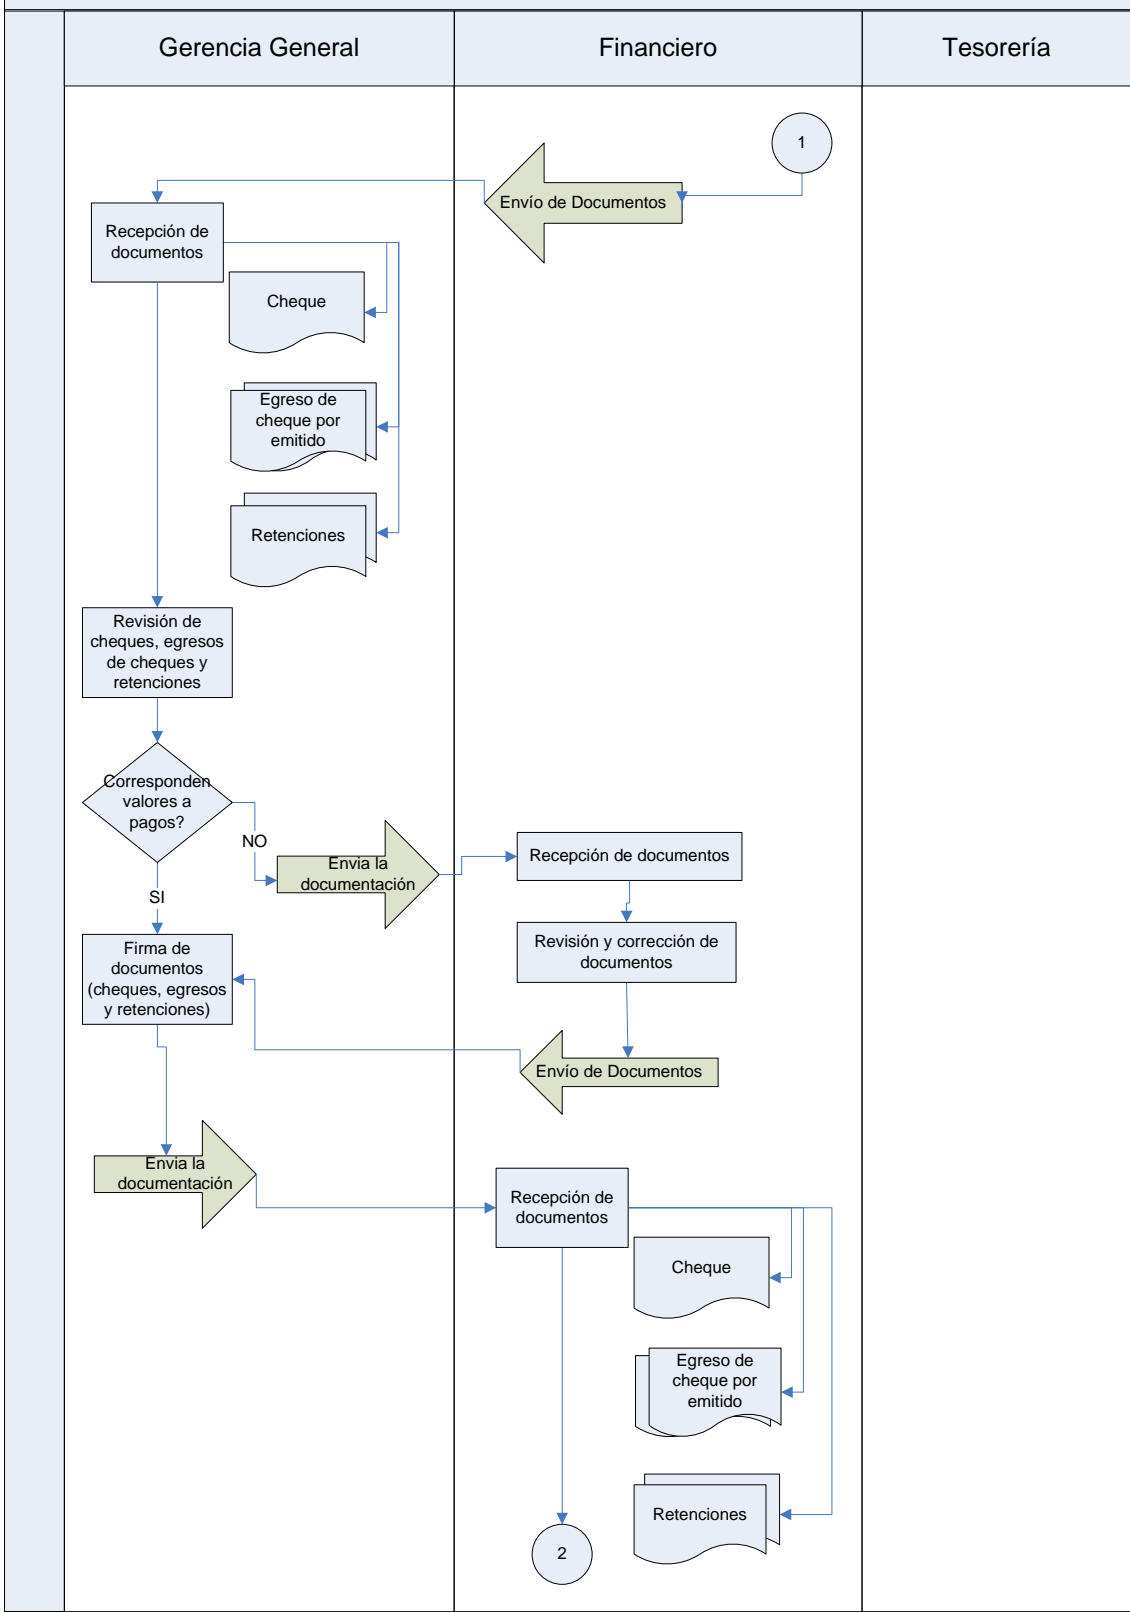 Gerencia General
Financiero
Tesorería
1
Envío de Documentos
Recepción de
documentos
Cheque
Egreso de
cheque por
emitido
Retenciones
Revisión de
cheques, egresos
de cheques y
retenciones
Corresponden
valores a
pagos?
NO
SI
Envia la
documentación
Recepción de documentos
Revisión y corrección de
documentos
Firma de
documentos
(cheques, egresos
y retenciones)
Envío de Documentos
Envia la
documentación
Recepción de
documentos
Cheque
Egreso de
cheque por
emitido
Retenciones
2